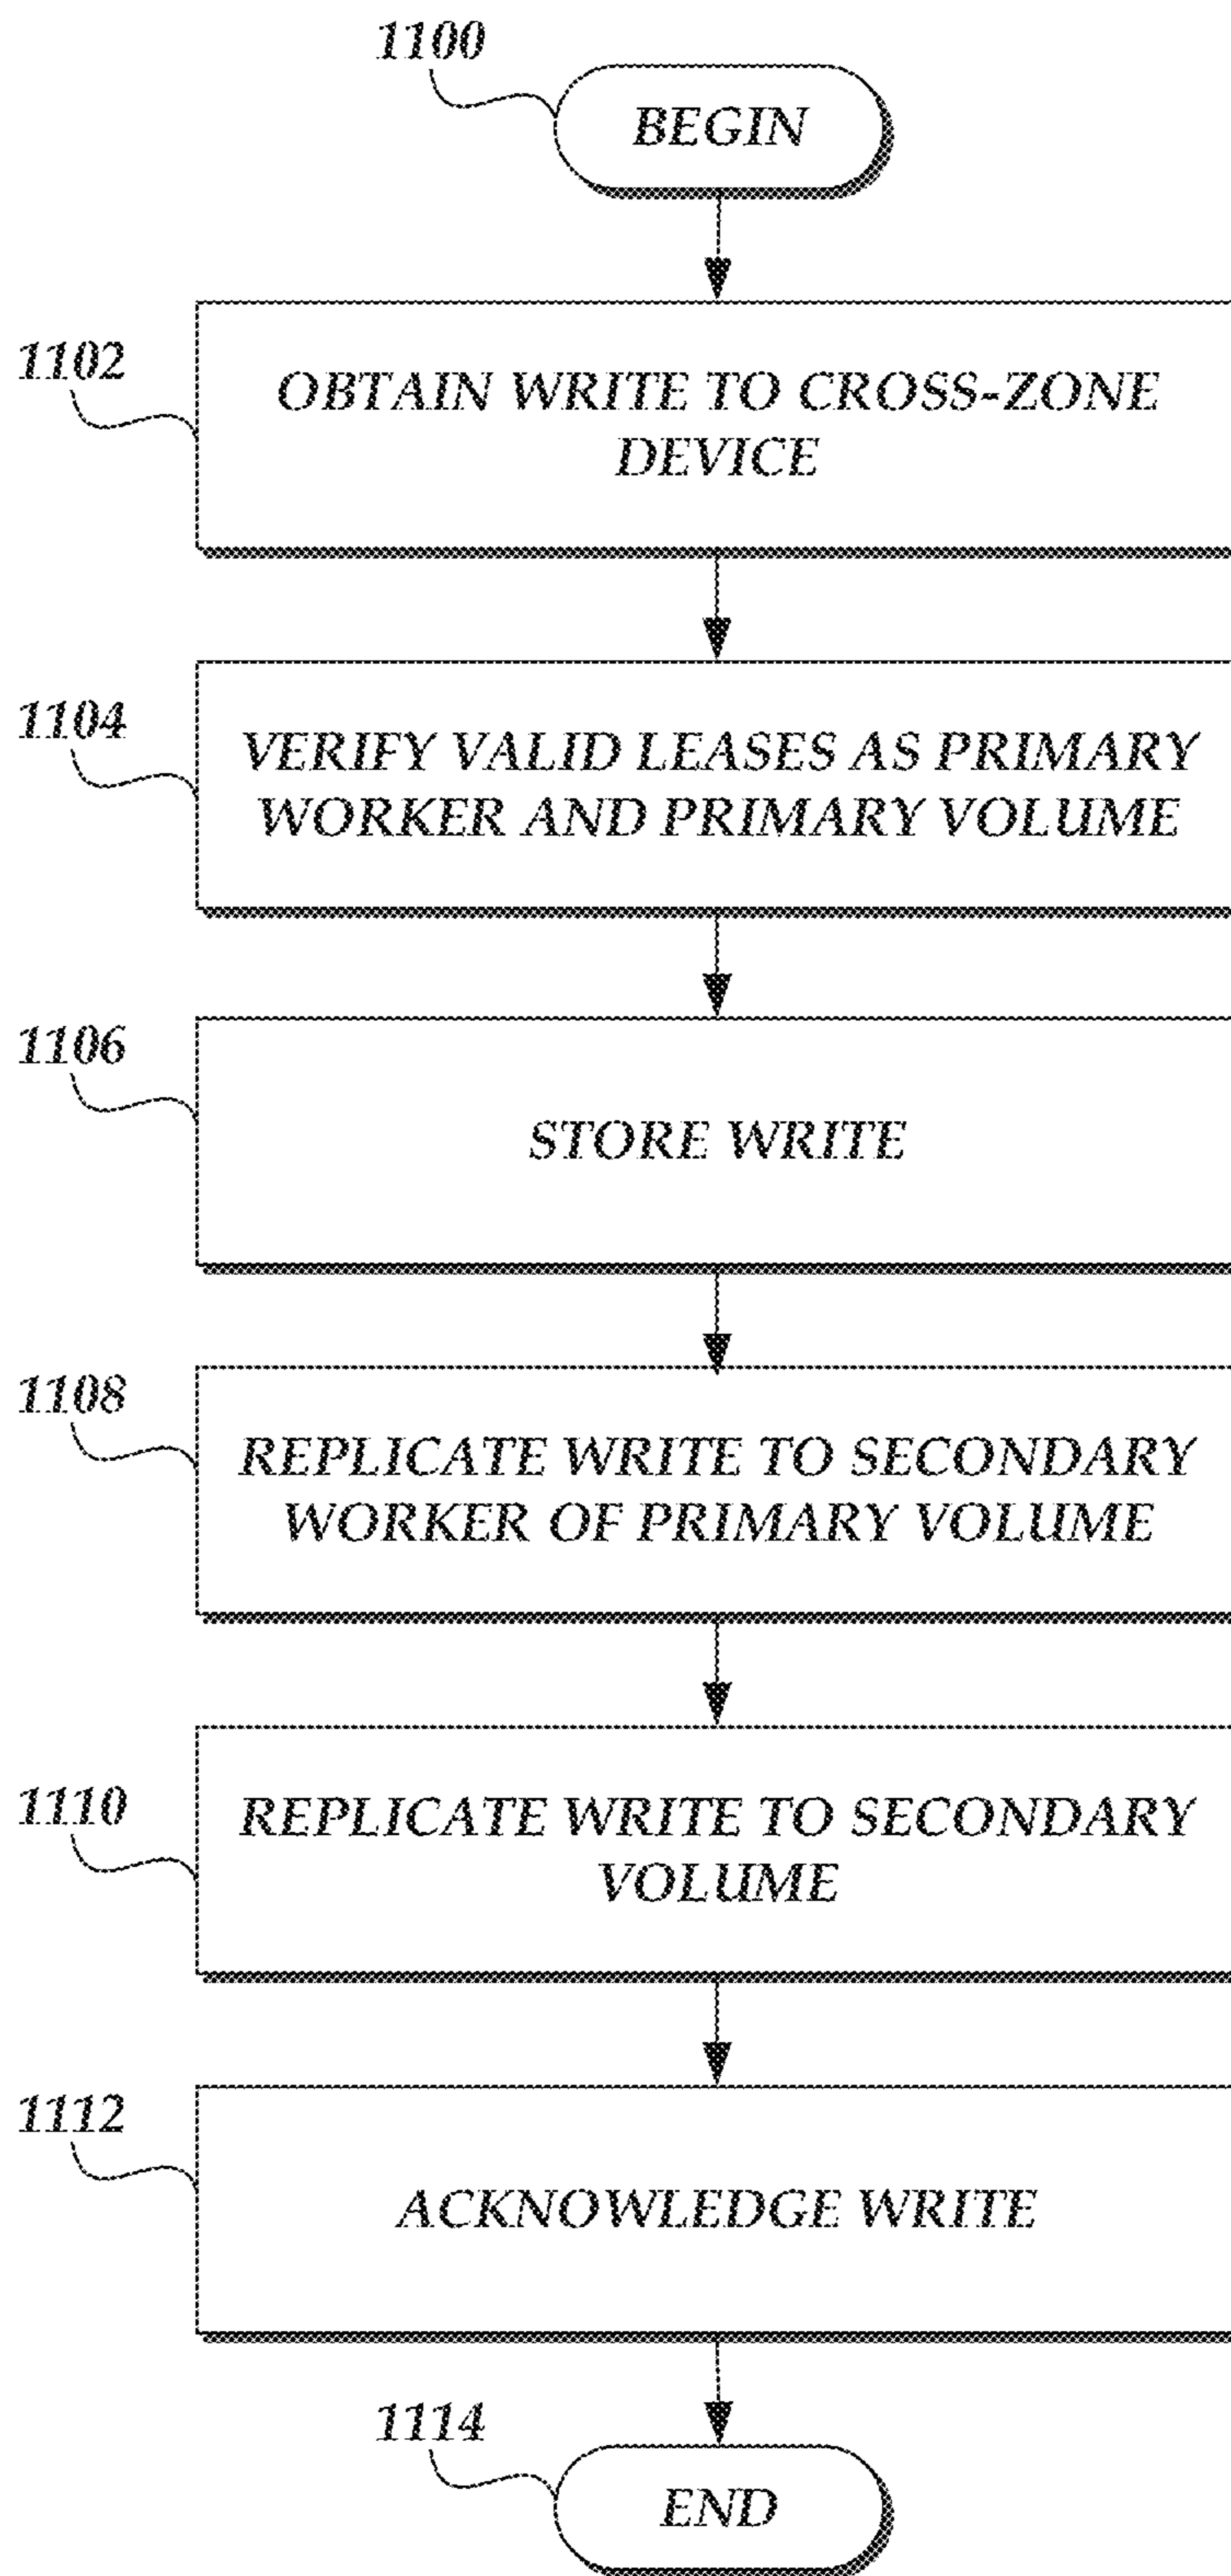 1100
BEGIN
1102
OBTAIN WRITE TO CROSS-ZONE
DEVICE
1104
VERIFY VALID LEASES AS PRIMARY
WORKER AND PRIMARY VOLUME
1106
STORE WRITE
1108
REPLICATE WRITE TO SECONDARY
WORKER OF PRIMARY VOLUME
1110
REPLICATE WRITE TO SECONDARY
VOLUME
1112
ACKNOWLEDGE WRITE
1114
END